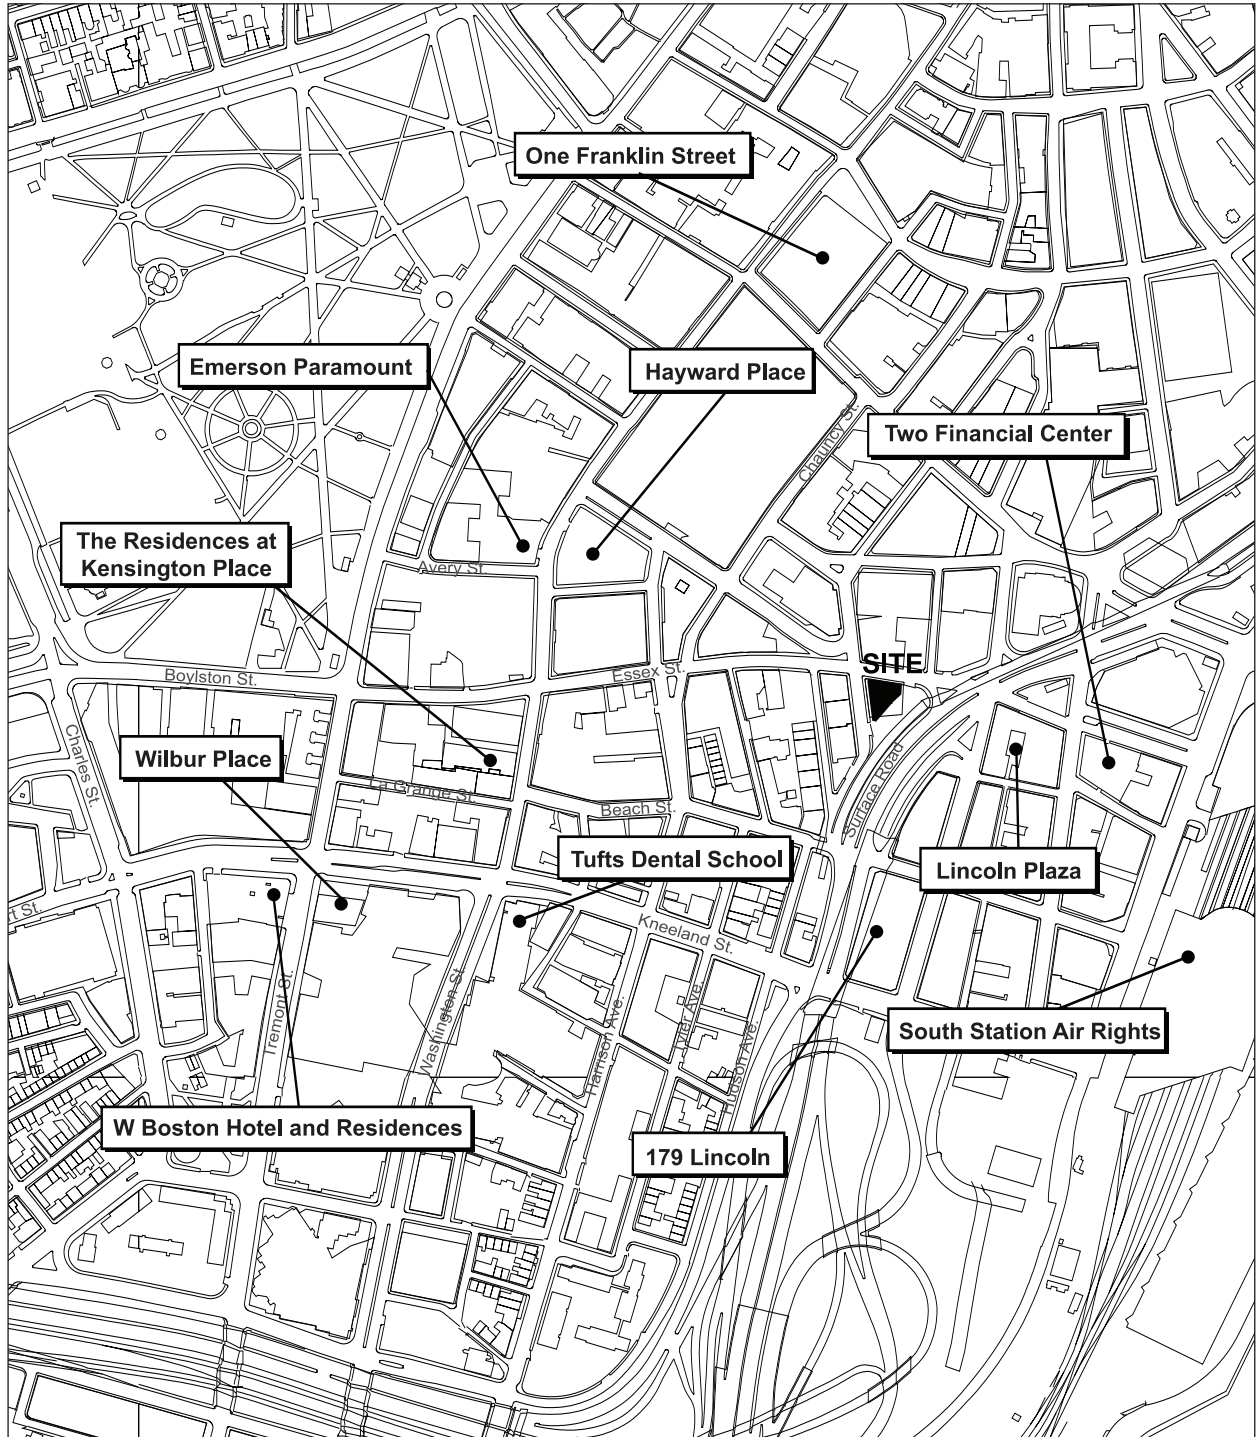 One Franklin Street
Emerson Paramount
Hayward Place
Chauncy St.
Two Financial Center
The Residences at
Kensington Place
Avery St.
SITE
Essex St.
Boylston St.
Charles St.
Wilbur Place
La Grange St.
Surface Road
Beach St.
Tufts Dental School
Lincoln Plaza
Kneeland St.
Tremont St.
Washington St.
Harrison Ave.
Tyler Ave.
Hudson Ave.
South Station Air Rights
W Boston Hotel and Residences
179 Lincoln